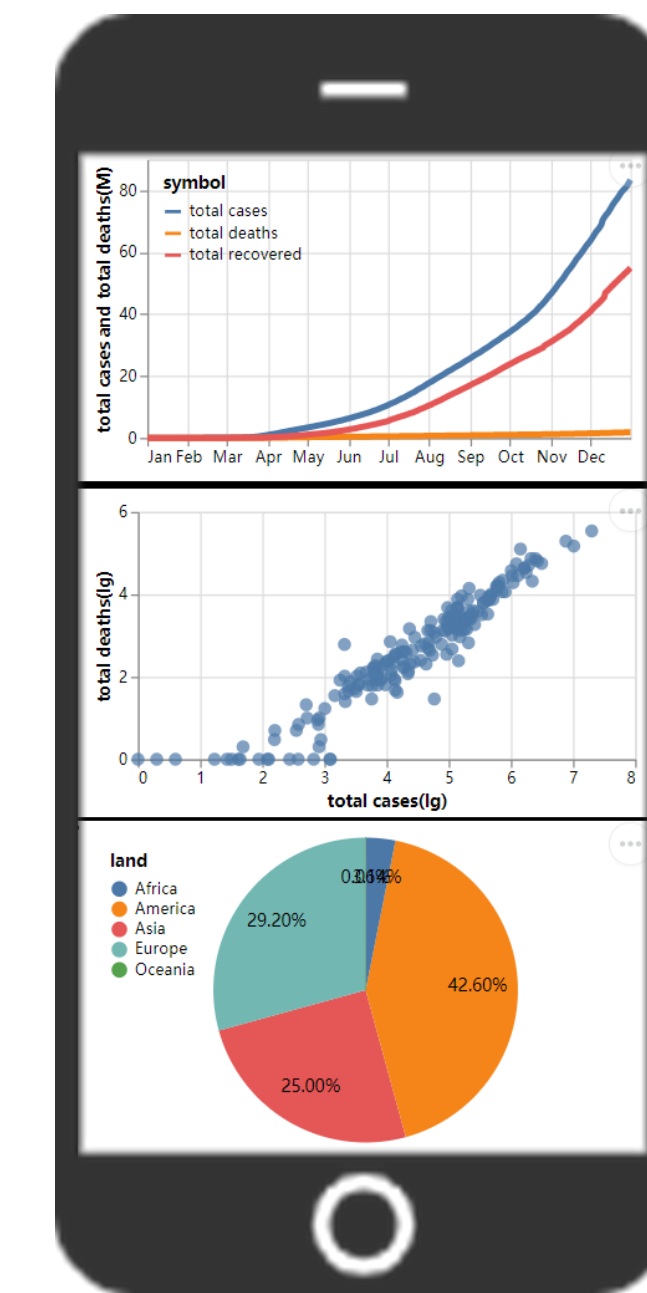 total cases and total deaths(M)
symbol
total cases
total deaths
total recovered
80
60
40
20
0
Jan Feb Mar Apr May Jun Jul Aug Sep Oct Nov Dec
total deaths(lg)
6
4
2
0
0 1 2 3 4 5 6 7 8
total cases(lg)
land
Africa
America
Asia
Europe
Oceania
29.20%
42.60%
25.00%